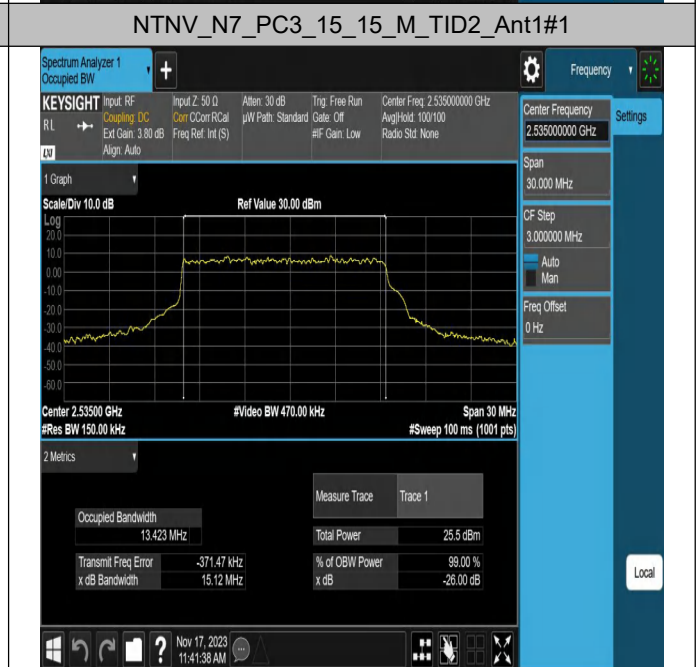 NTNV_N7_PC3_15_15_M_TID2_Ant1#1
Spectrum Analyzer 1
Occupied BW
+
Frequency
KEYSIGHT
RL
LXI
Input: RF
Coupling: DC
Ext Gain: 3.80 dB
Align: Auto
Input Z: 50 Ω
Corr CCorr RCal
Freq Ref: Int (S)
Atten: 30 dB
µW Path: Standard
Trig: Free Run
Gate: Off
#IF Gain: Low
Center Freq: 2.535000000 GHz
Avg|Hold: 100/100
Radio Std: None
Center Frequency
2.535000000 GHz
Settings
Span
30.000 MHz
CF Step
3.000000 MHz
Auto
Man
Freq Offset
0 Hz
1 Graph
Scale/Div 10.0 dB
Ref Value 30.00 dBm
Log
20.0
10.0
0.00
-10.0
-20.0
-30.0
-40.0
-50.0
-60.0
Center 2.53500 GHz
#Video BW 470.00 kHz
Span 30 MHz
#Res BW 150.00 kHz
#Sweep 100 ms (1001 pts)
2 Metrics
Measure Trace Trace 1
Occupied Bandwidth
13.423 MHz
Total Power 25.5 dBm
Transmit Freq Error -371.47 kHz
% of OBW Power 99.00 %
x dB Bandwidth 15.12 MHz
x dB -26.00 dB
Local
?
Nov 17, 2023
11:41:38 AM